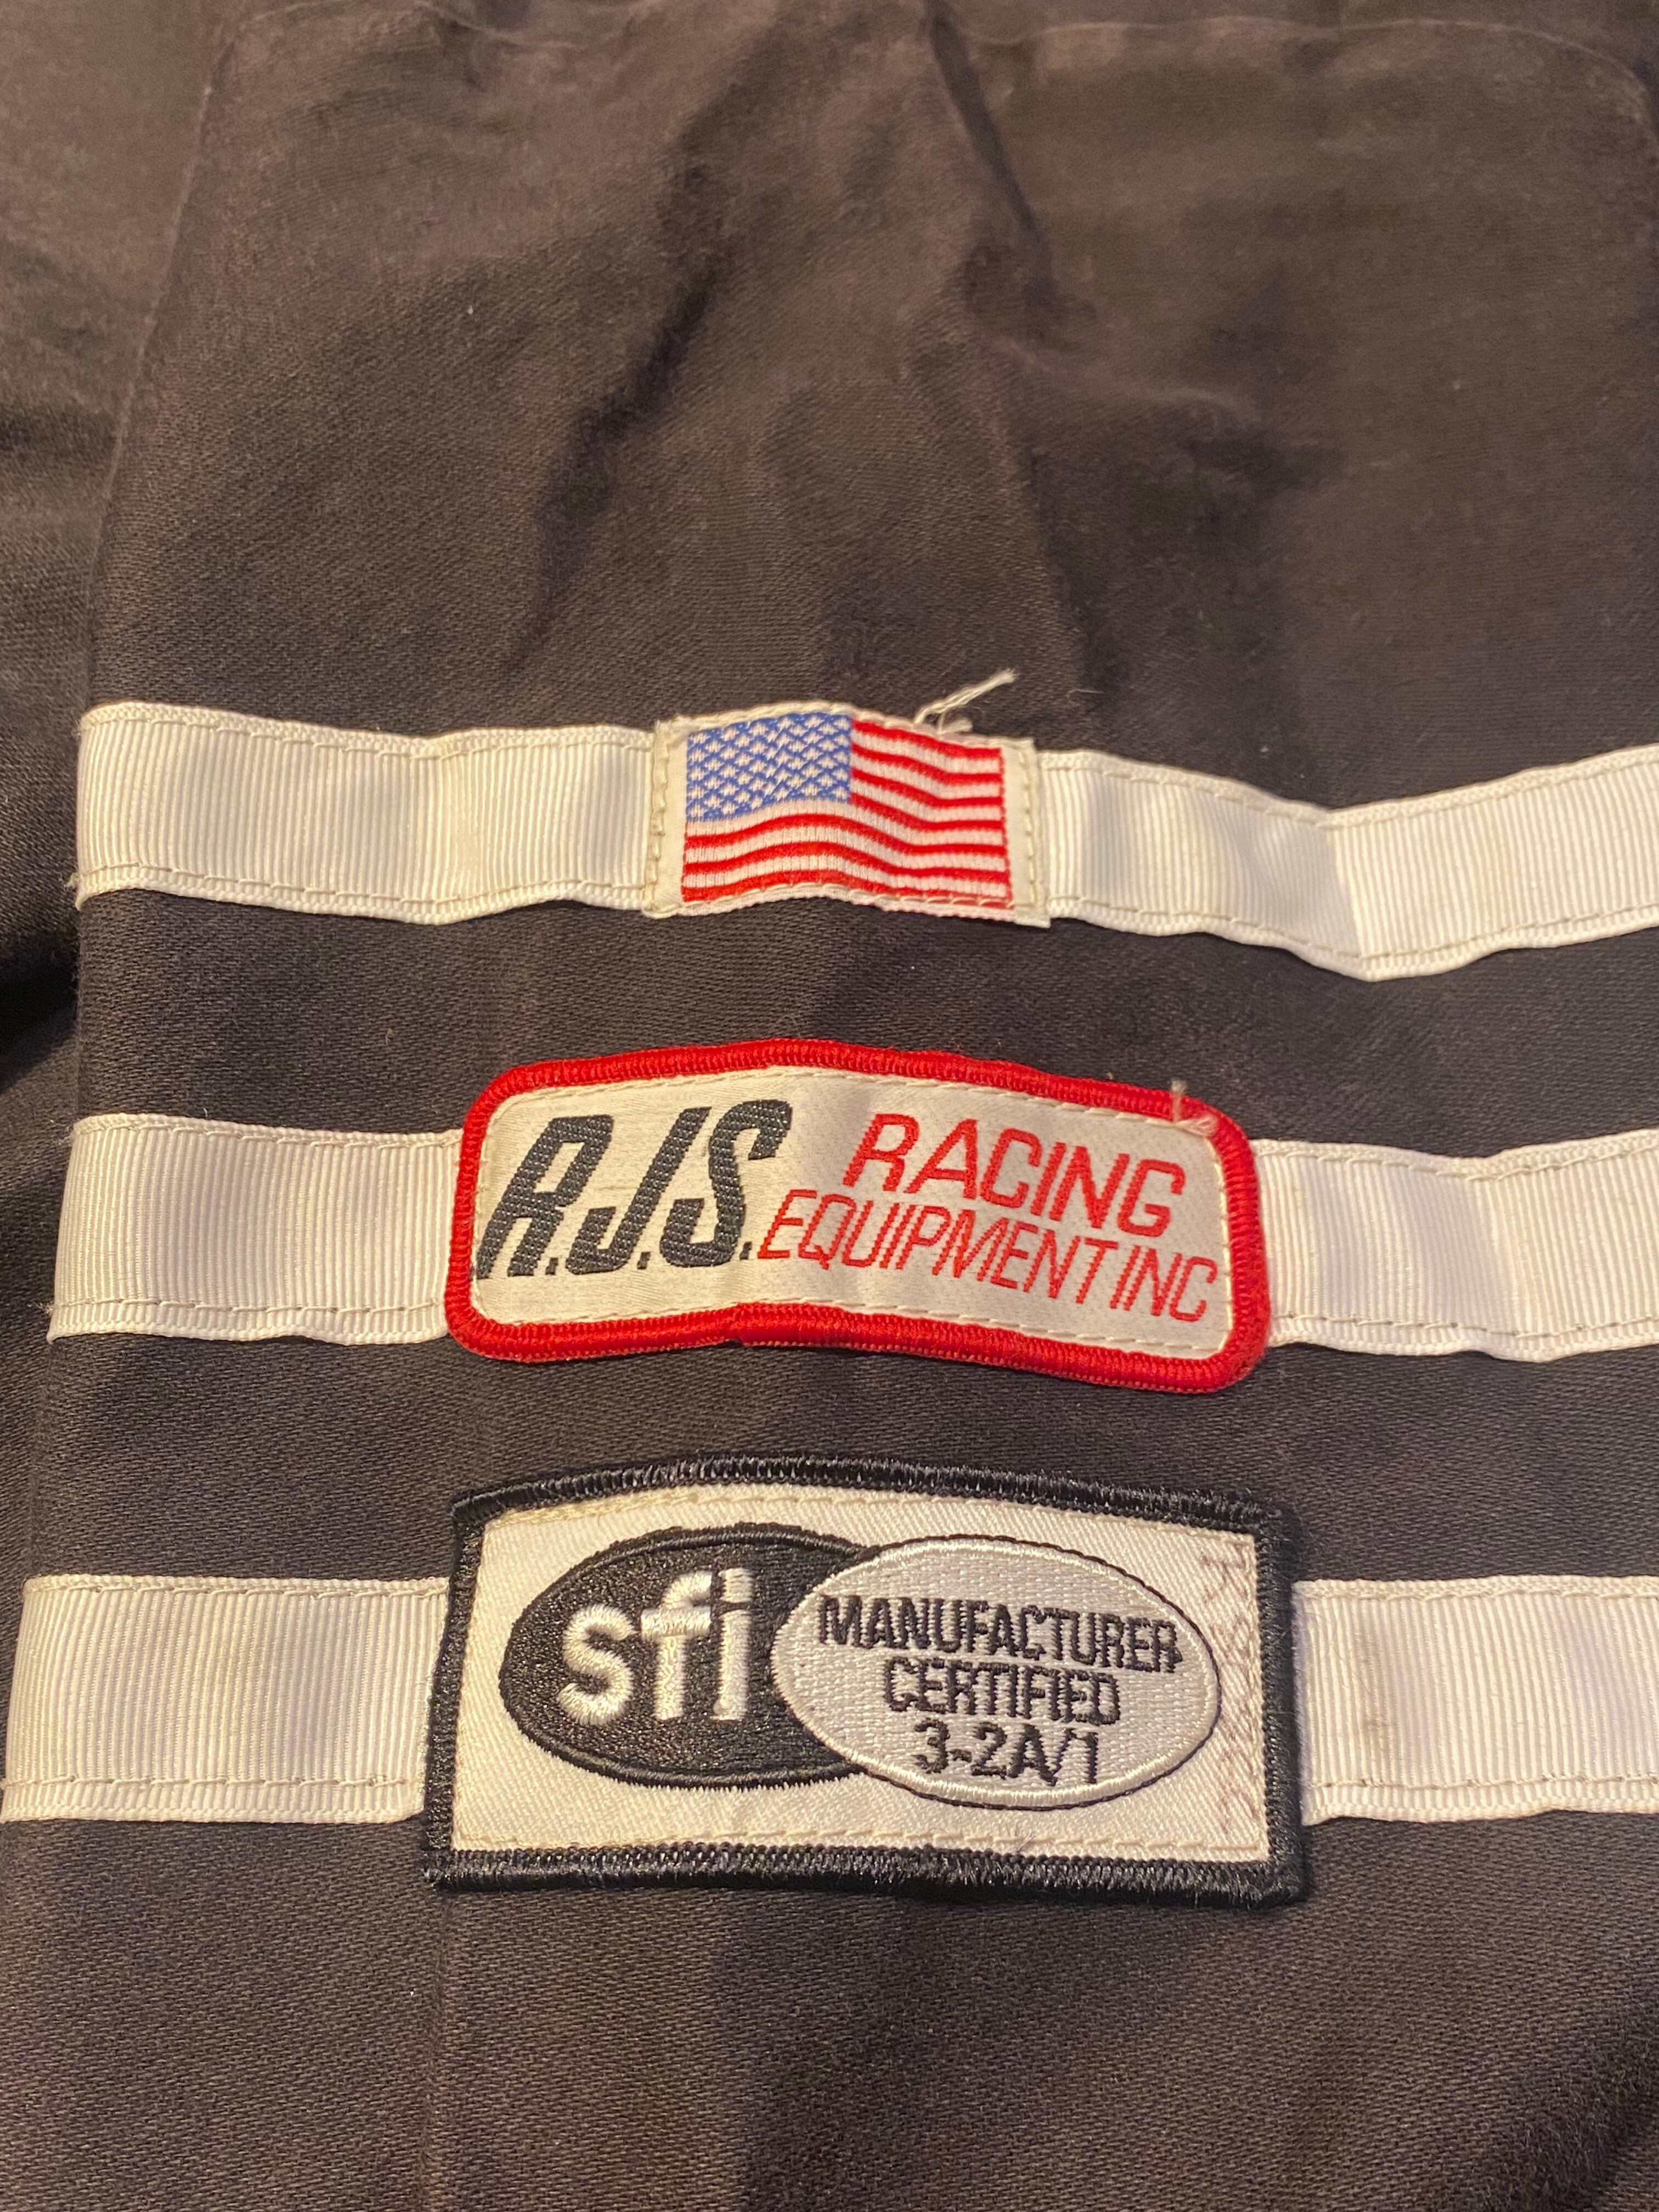 R.J.S. RACING
EQUIPMENT INC
sfi
MANUFACTURER
CERTIFIED
3-2A/1